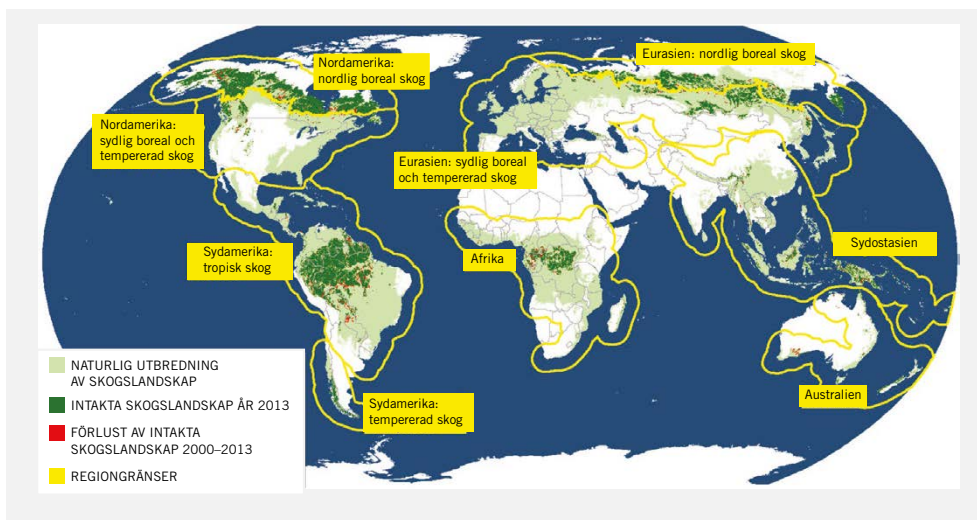 Eurasien: nordlig boreal skog
Nordamerika:
nordlig boreal skog
Nordamerika:
sydlig boreal och
tempererad skog
Eurasien: sydlig boreal
och tempererad skog
Sydamerika:
tropisk skog
Afrika
Sydostasien
Australien
Sydamerika:
tempererad skog
NATURLIG UTBREDNING
AV SKOGSLANDSKAP
INTAKTA SKOGSLANDSKAP ÅR 2013
FÖRLUST AV INTAKTA
SKOGSLANDSKAP 2000–2013
REGIONGRÄNSER